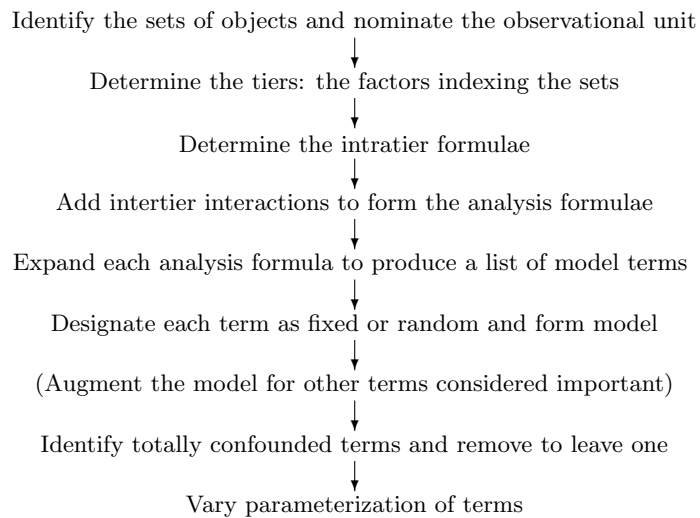 Identify the sets of objects and nominate the observational unit
Determine the tiers: the factors indexing the sets
Determine the intratier formulae
Add intertier interactions to form the analysis formulae
Expand each analysis formula to produce a list of model terms
Designate each term as fixed or random and form model
(Augment the model for other terms considered important)
Identify totally confounded terms and remove to leave one
Vary parameterization of terms